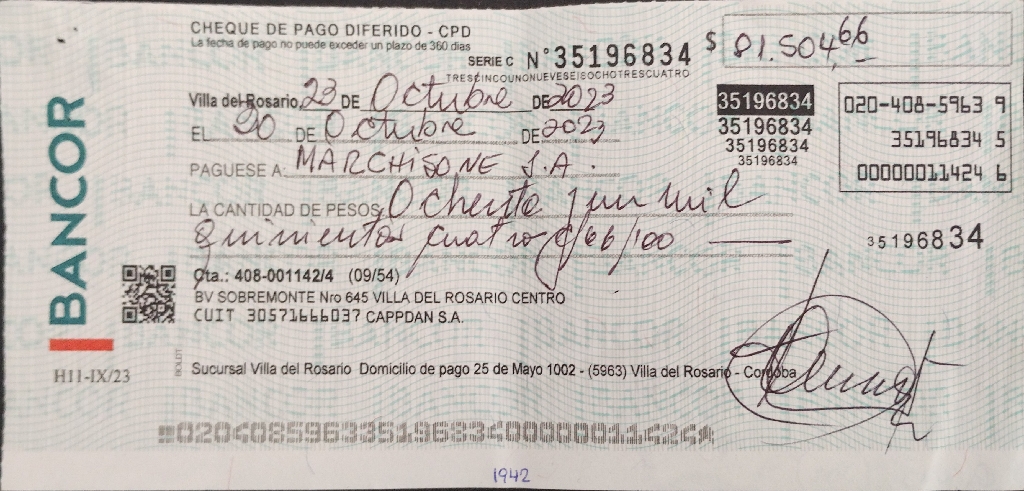 CHEQUE DE PAGO DIFERIDO - CPD
La fecha de pago no puede exceder un plazo de 360 días
SERIE C N° 35196834
TRESCINCOUNONUEVESEISOCHOTRESCUATRO
$ 81.504,66
Villa del Rosario, 23 DE Octubre DE 2023
EL 30 DE Octubre DE 2023
PAGUESE A: MARCHISONE S.A.
LA CANTIDAD DE PESOS Ochenta y un mil
quinientos cuatro c/66/100
35196834
35196834
35196834
35196834
020-408-5963 9
35196834 5
00000011424 6
35196834
BANCOR
H11-IX/23
BOLDT
Cta.: 408-001142/4 (09/54)
BV SOBREMONTE Nro 645 VILLA DEL ROSARIO CENTRO
CUIT 30571666037 CAPPDAN S.A.
Sucursal Villa del Rosario Domicilio de pago 25 de Mayo 1002 - (5963) Villa del Rosario - Cordoba
02040859633519683400000011424
1942